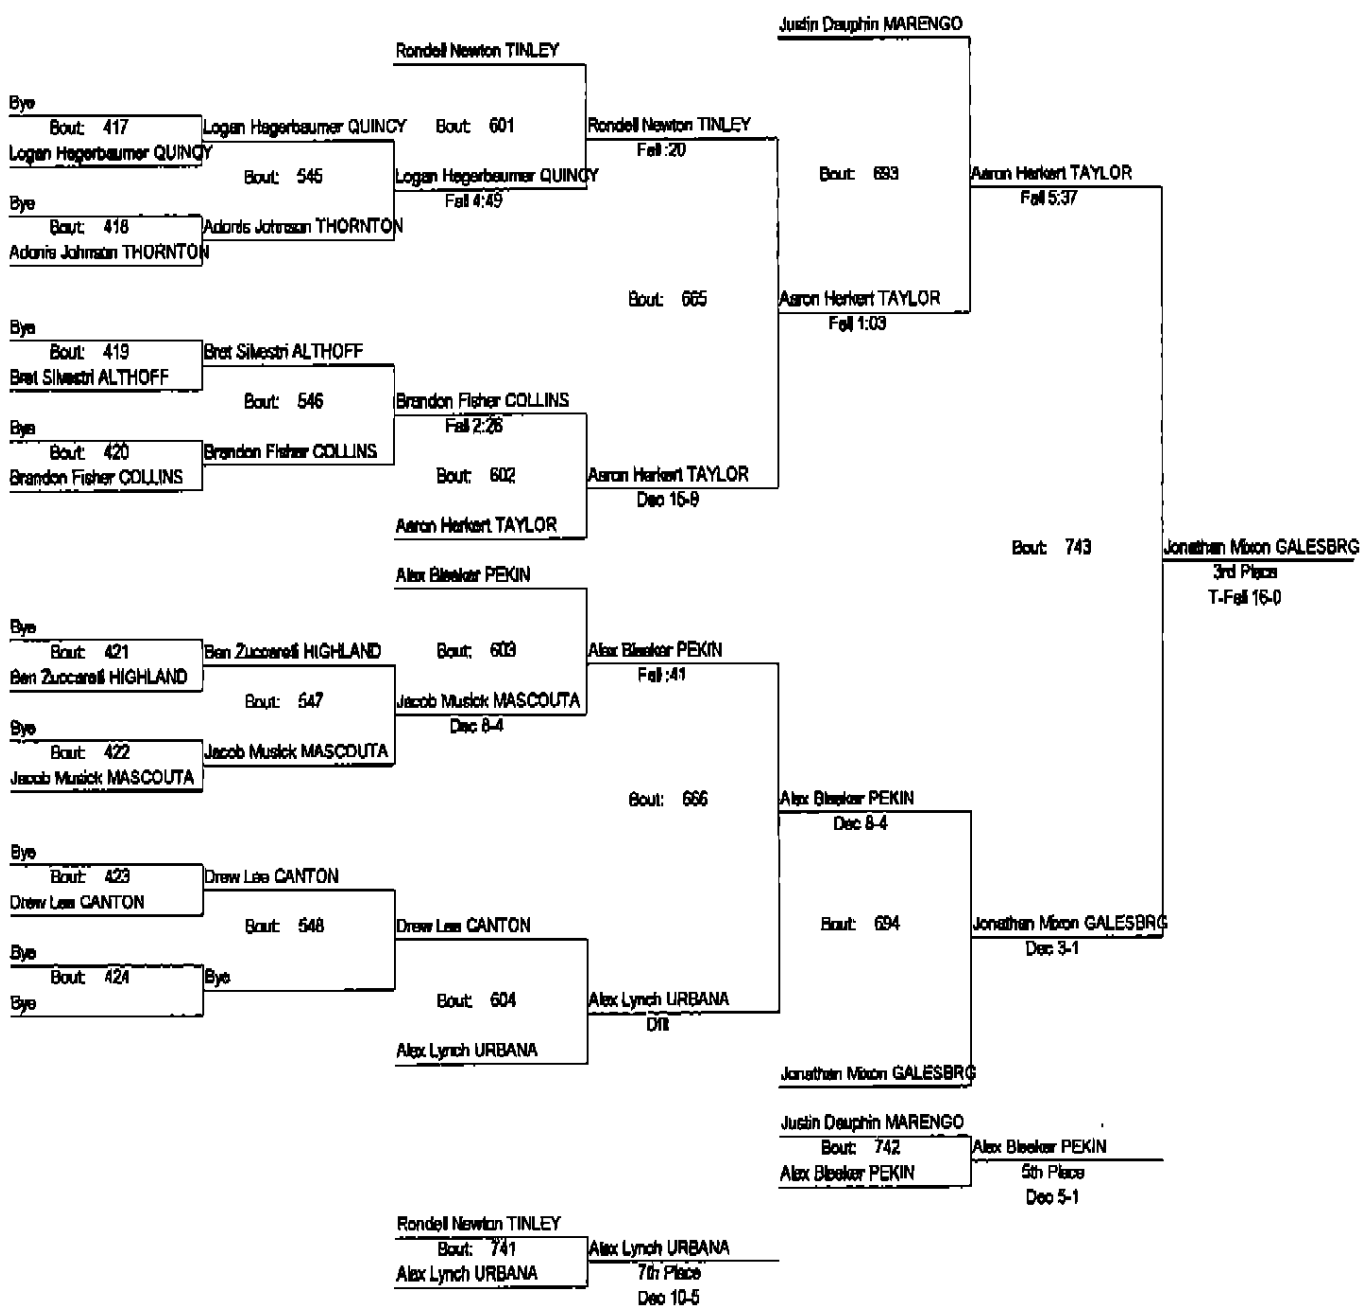 Justin Dauphin MARENGO
Rondell Newton TINLEY
Bye
Bout: 417
Logan Hagerbaumer QUINCY
Logan Hagerbaumer QUINCY
Bout: 601
Rondell Newton TINLEY
Fall :20
Bout: 545
Logan Hagerbaumer QUINCY
Fall 4:49
Bout: 693
Aaron Herkert TAYLOR
Fall 5:37
Bye
Bout: 418
Adonis Johnson THORNTON
Adonis Johnson THORNTON
Bout: 665
Aaron Herkert TAYLOR
Fall 1:03
Bye
Bout: 419
Bret Silvestri ALTHOFF
Bret Silvestri ALTHOFF
Bout: 546
Brandon Fisher COLLINS
Fall 2:26
Bye
Bout: 420
Brandon Fisher COLLINS
Brandon Fisher COLLINS
Bout: 602
Aaron Herkert TAYLOR
Dec 15-9
Aaron Herkert TAYLOR
Bout: 743
Jonathan Mixon GALESBRG
3rd Place
T-Fall 16-0
Alex Bleeker PEKIN
Bye
Bout: 421
Ben Zuccarelli HIGHLAND
Ben Zuccarelli HIGHLAND
Bout: 603
Alex Bleeker PEKIN
Fall :41
Bout: 547
Jacob Musick MASCOUTA
Dec 8-4
Bye
Bout: 422
Jacob Musick MASCOUTA
Jacob Musick MASCOUTA
Bout: 666
Alex Bleeker PEKIN
Dec 8-4
Bye
Bout: 423
Drew Lee CANTON
Drew Lee CANTON
Bout: 548
Drew Lee CANTON
Bout: 694
Jonathan Mixon GALESBRG
Dec 3-1
Bye
Bout: 424
Bye
Bye
Bout: 604
Alex Lynch URBANA
Dflt
Alex Lynch URBANA
Jonathan Mixon GALESBRG
Justin Dauphin MARENGO
Bout: 742
Alex Bleeker PEKIN
Alex Bleeker PEKIN
5th Place
Dec 5-1
Rondell Newton TINLEY
Bout: 741
Alex Lynch URBANA
Alex Lynch URBANA
7th Place
Dec 10-5